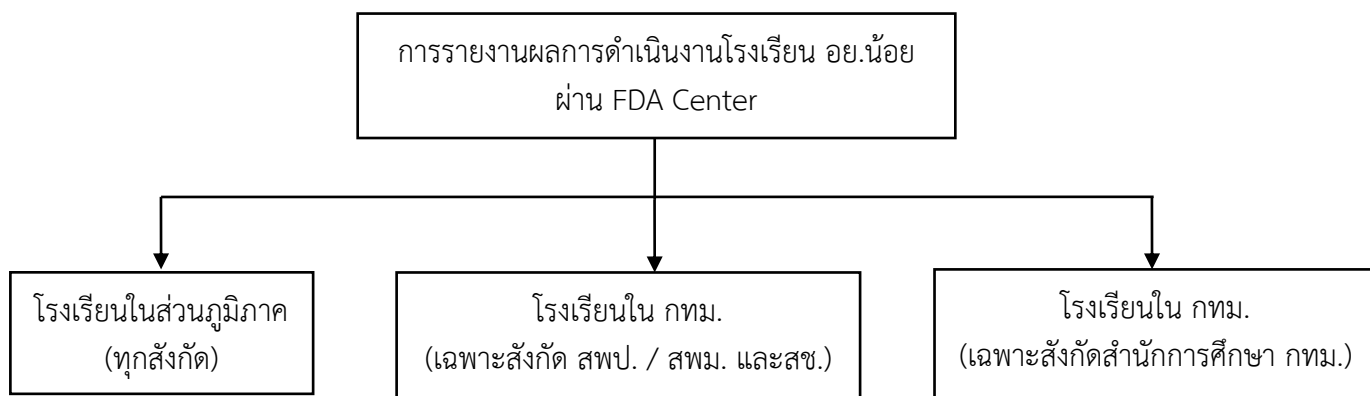 การรายงานผลการดำเนินงานโรงเรียน อย.น้อย
ผ่าน FDA Center
โรงเรียนในส่วนภูมิภาค
(ทุกสังกัด)
โรงเรียนใน กทม.
(เฉพาะสังกัด สพป. / สพม. และสช.)
โรงเรียนใน กทม.
(เฉพาะสังกัดสำนักการศึกษา กทม.)